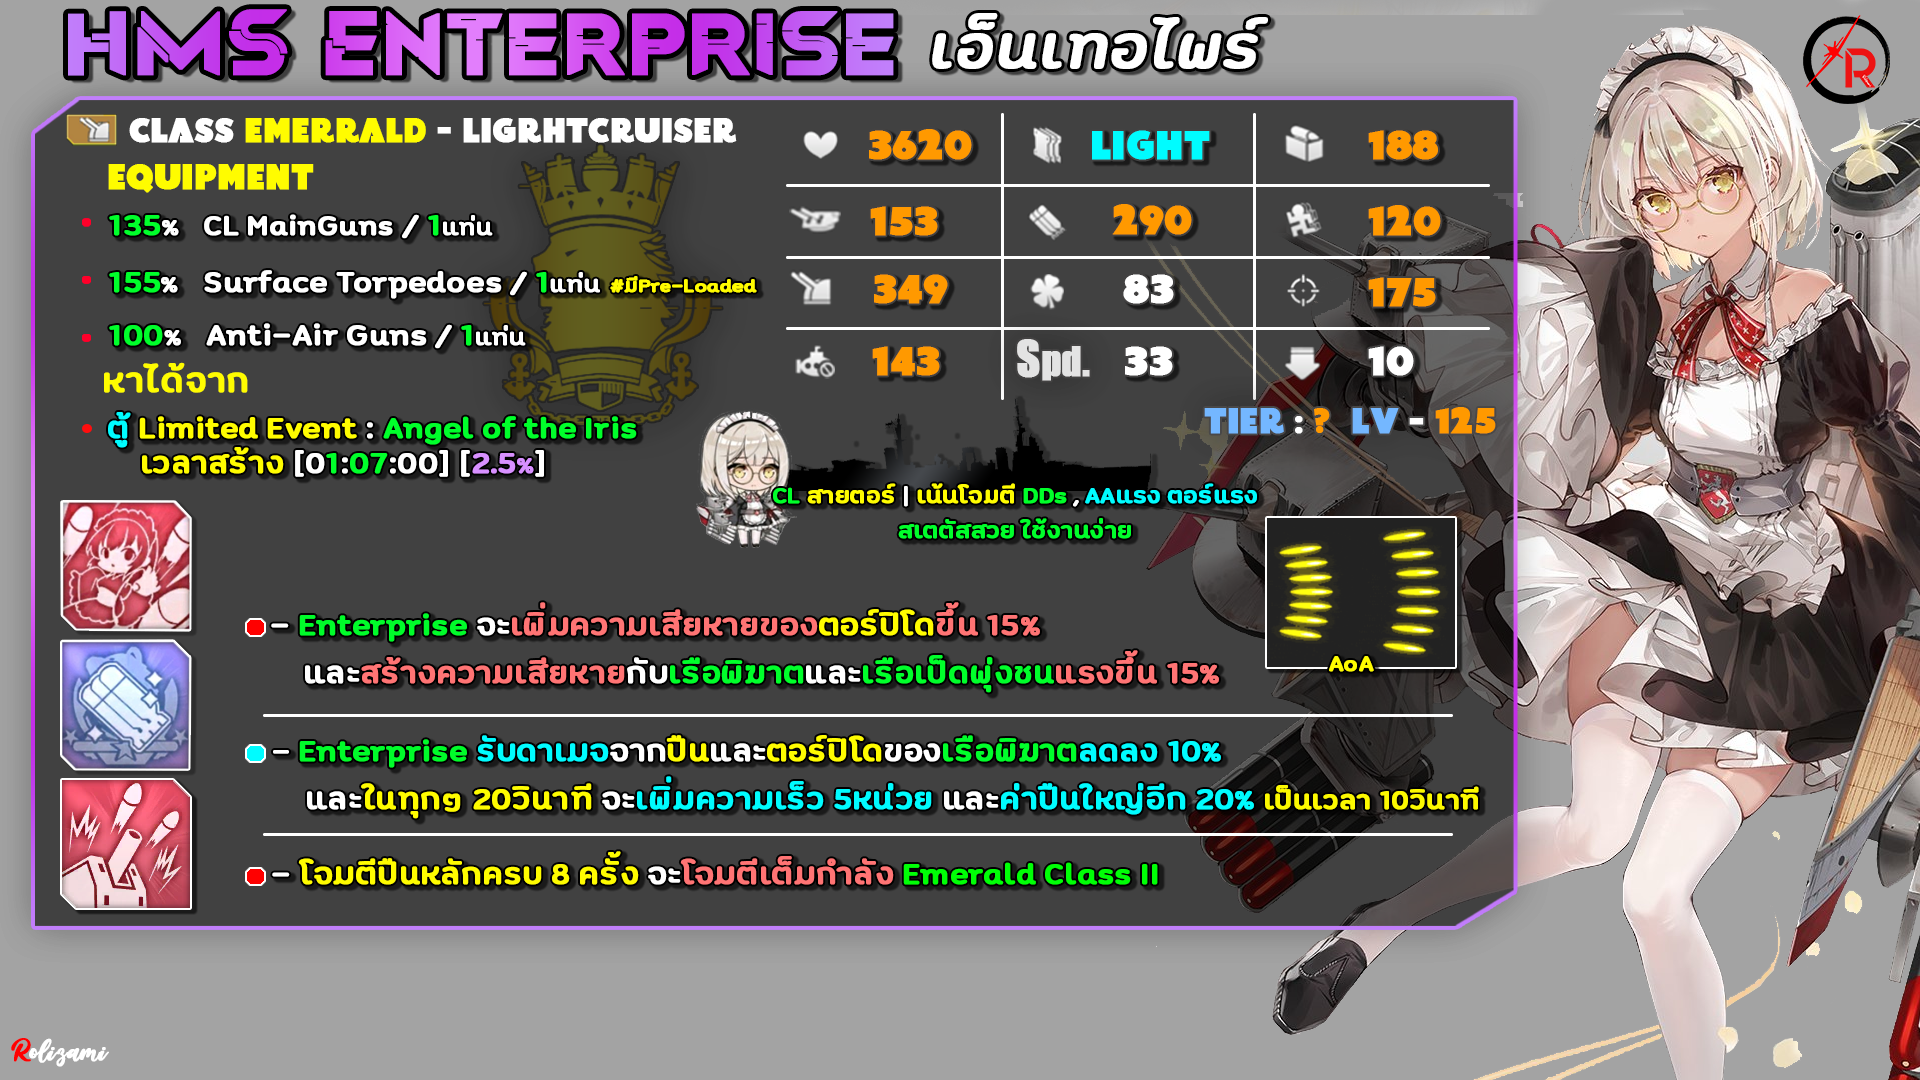 HMS ENTERPRISE เอ็นเทอไพร์
R
CLASS EMERRALD - LIGRHTCRUISER
EQUIPMENT
135% CL MainGuns / 1แท่น
155% Surface Torpedoes / 1แท่น #มีPre-Loaded
100% Anti-Air Guns / 1แท่น
หาได้จาก
ตู้ Limited Event : Angel of the Iris
เวลาสร้าง [01:07:00] [2.5%]
3620 LIGHT 188
153 290 120
349 83 175
143 Spd. 33 10
TIER : ? LV - 125
CL สายตอร์ | เน้นโจมตี DDs , AAแรง ตอร์แรง
สเตตัสสวย ใช้งานง่าย
AoA
- Enterprise จะเพิ่มความเสียหายของตอร์ปิโดขึ้น 15%
และสร้างความเสียหายกับเรือพิฆาตและเรือเป็ดพุ่งชนแรงขึ้น 15%
- Enterprise รับดาเมจจากปืนและตอร์ปิโดของเรือพิฆาตลดลง 10%
และในทุกๆ 20วินาที จะเพิ่มความเร็ว 5หน่วย และค่าปืนใหญ่อีก 20% เป็นเวลา 10วินาที
- โจมตีปืนหลักครบ 8 ครั้ง จะโจมตีเต็มกำลัง Emerald Class II
Rolizami